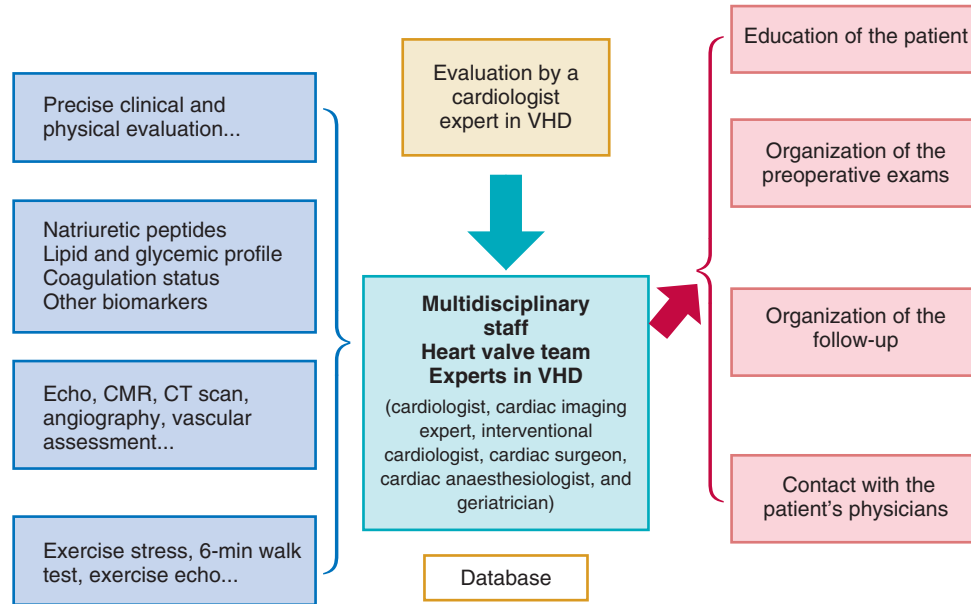 Precise clinical and
physical evaluation...
Natriuretic peptides
Lipid and glycemic profile
Coagulation status
Other biomarkers
Echo, CMR, CT scan,
angiography, vascular
assessment...
Exercise stress, 6-min walk
test, exercise echo...
Evaluation by a
cardiologist
expert in VHD
Multidisciplinary
staff
Heart valve team
Experts in VHD
(cardiologist, cardiac imaging
expert, interventional
cardiologist, cardiac surgeon,
cardiac anaesthesiologist, and
geriatrician)
Database
Education of the patient
Organization of the
preoperative exams
Organization of the
follow-up
Contact with the
patient’s physicians